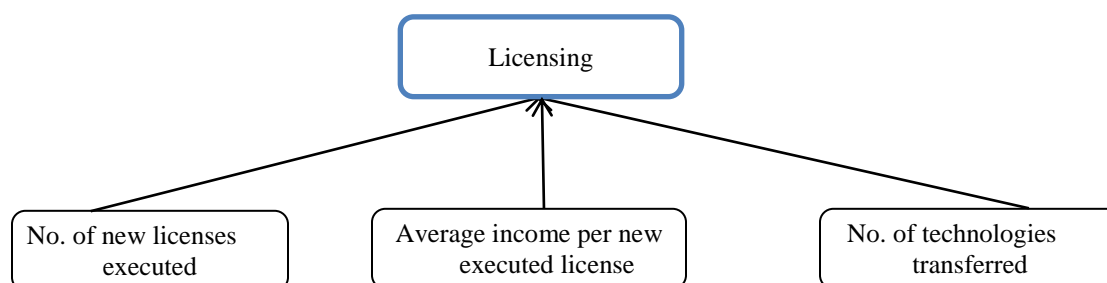 Licensing
No. of new licenses
executed
Average income per new
executed license
No. of technologies
transferred